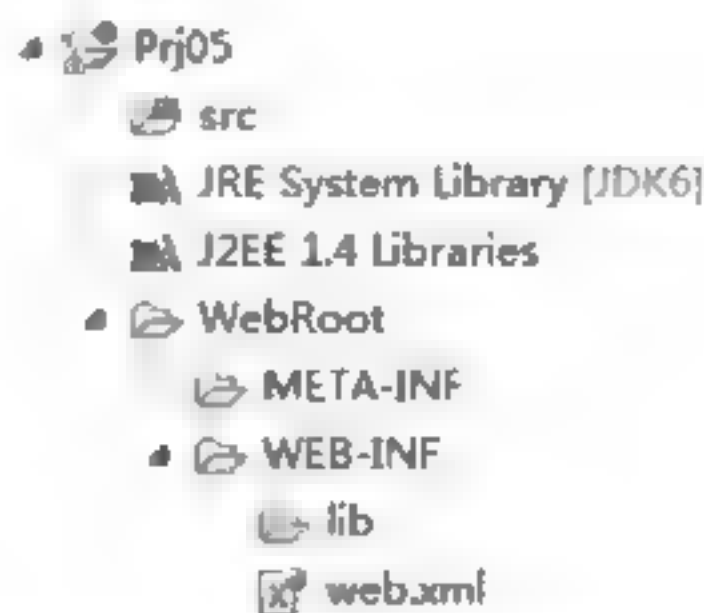 Prj05
src
JRE System Library [JDK6]
J2EE 1.4 Libraries
WebRoot
META-INF
WEB-INF
lib
web.xml